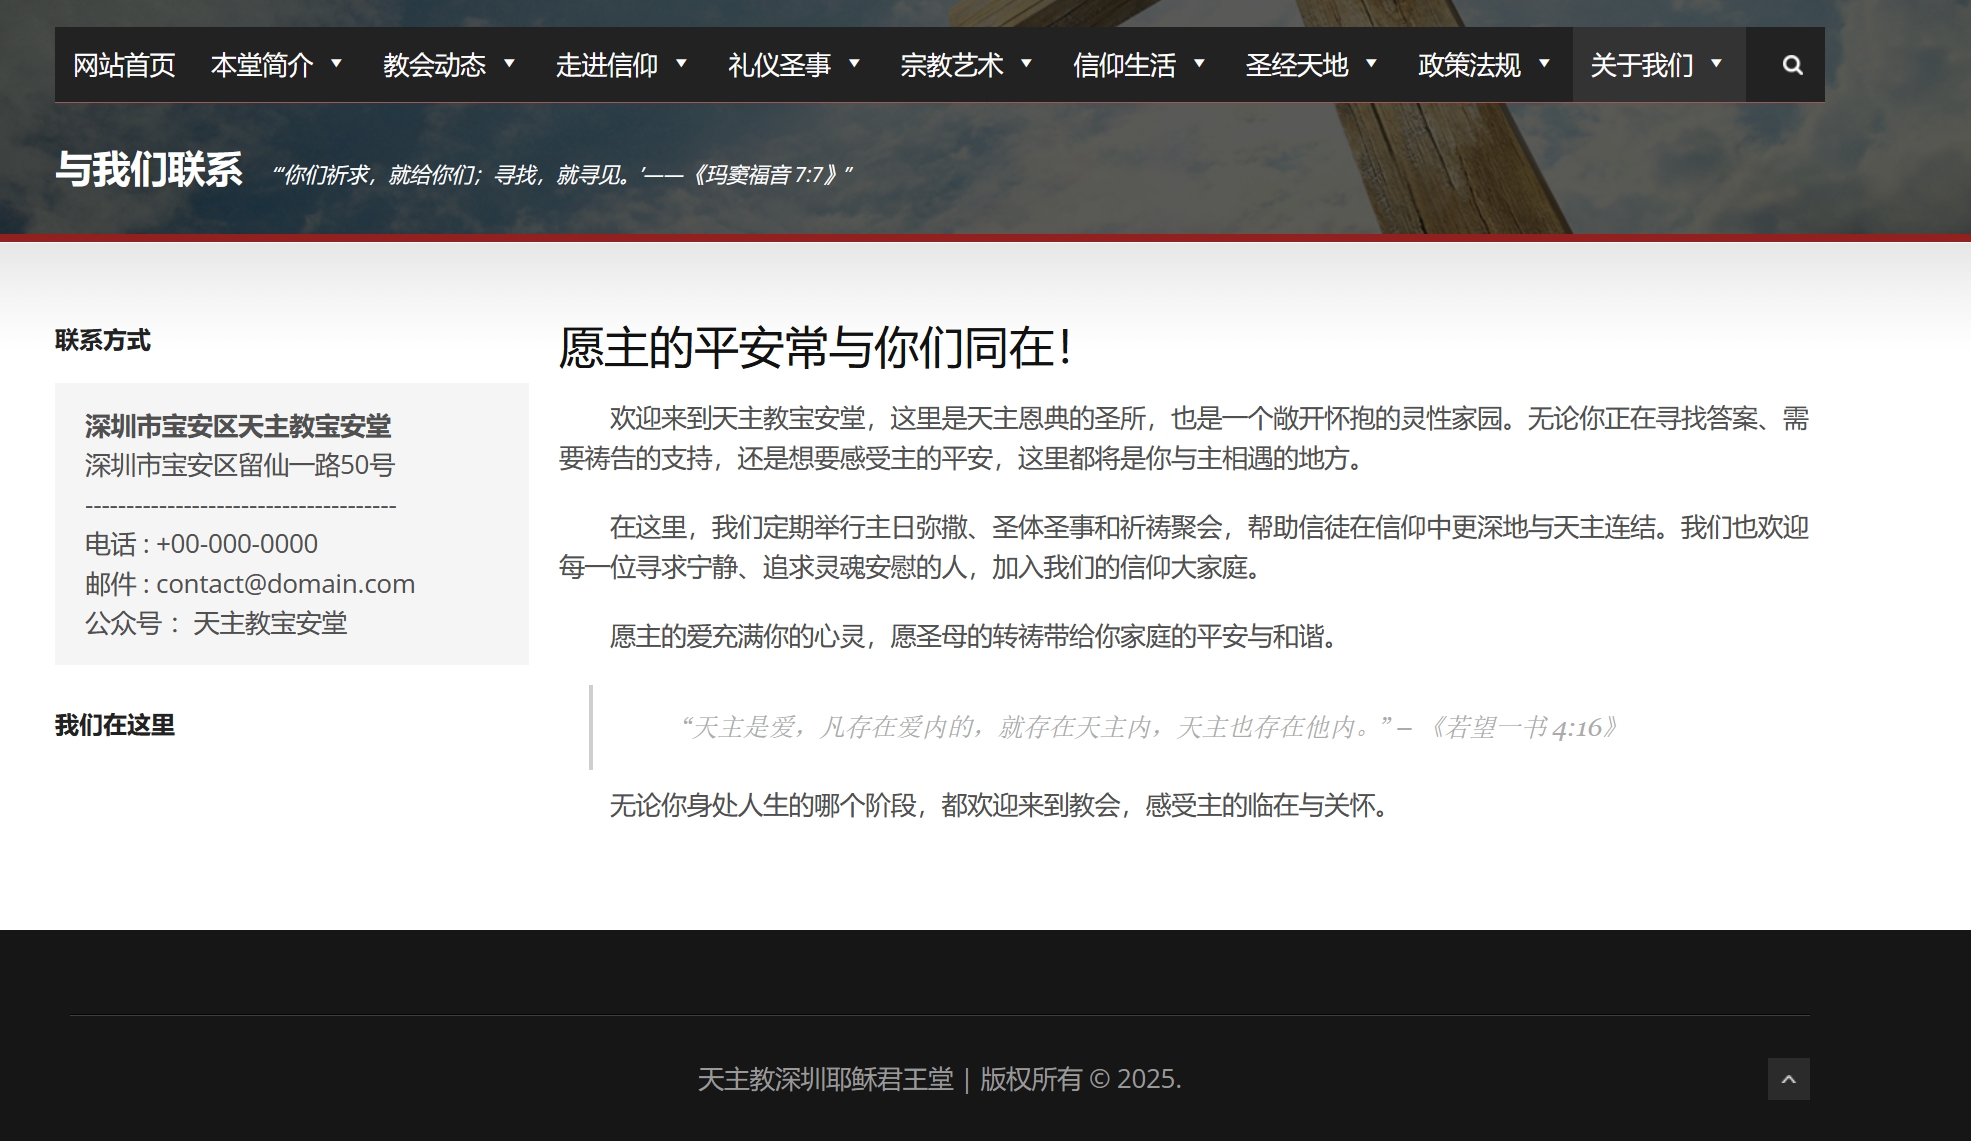 网站首页 本堂简介 教会动态 走进信仰 礼仪圣事 宗教艺术 信仰生活 圣经天地 政策法规 关于我们
与我们联系 “‘你们祈求，就给你们；寻找，就寻见。’——《玛窦福音 7:7》”
联系方式
深圳市宝安区天主教宝安堂
深圳市宝安区留仙一路50号
--------------------------------------
电话 : +00-000-0000
邮件 : contact@domain.com
公众号： 天主教宝安堂
我们在这里
愿主的平安常与你们同在！
欢迎来到天主教宝安堂，这里是天主恩典的圣所，也是一个敞开怀抱的灵性家园。无论你正在寻找答案、需
要祷告的支持，还是想要感受主的平安，这里都将是你与主相遇的地方。
在这里，我们定期举行主日弥撒、圣体圣事和祈祷聚会，帮助信徒在信仰中更深地与天主连结。我们也欢迎
每一位寻求宁静、追求灵魂安慰的人，加入我们的信仰大家庭。
愿主的爱充满你的心灵，愿圣母的转祷带给你家庭的平安与和谐。
“天主是爱，凡存在爱内的，就存在天主内，天主也存在他内。” – 《若望一书 4:16》
无论你身处人生的哪个阶段，都欢迎来到教会，感受主的临在与关怀。
天主教深圳耶稣君王堂 | 版权所有 © 2025.